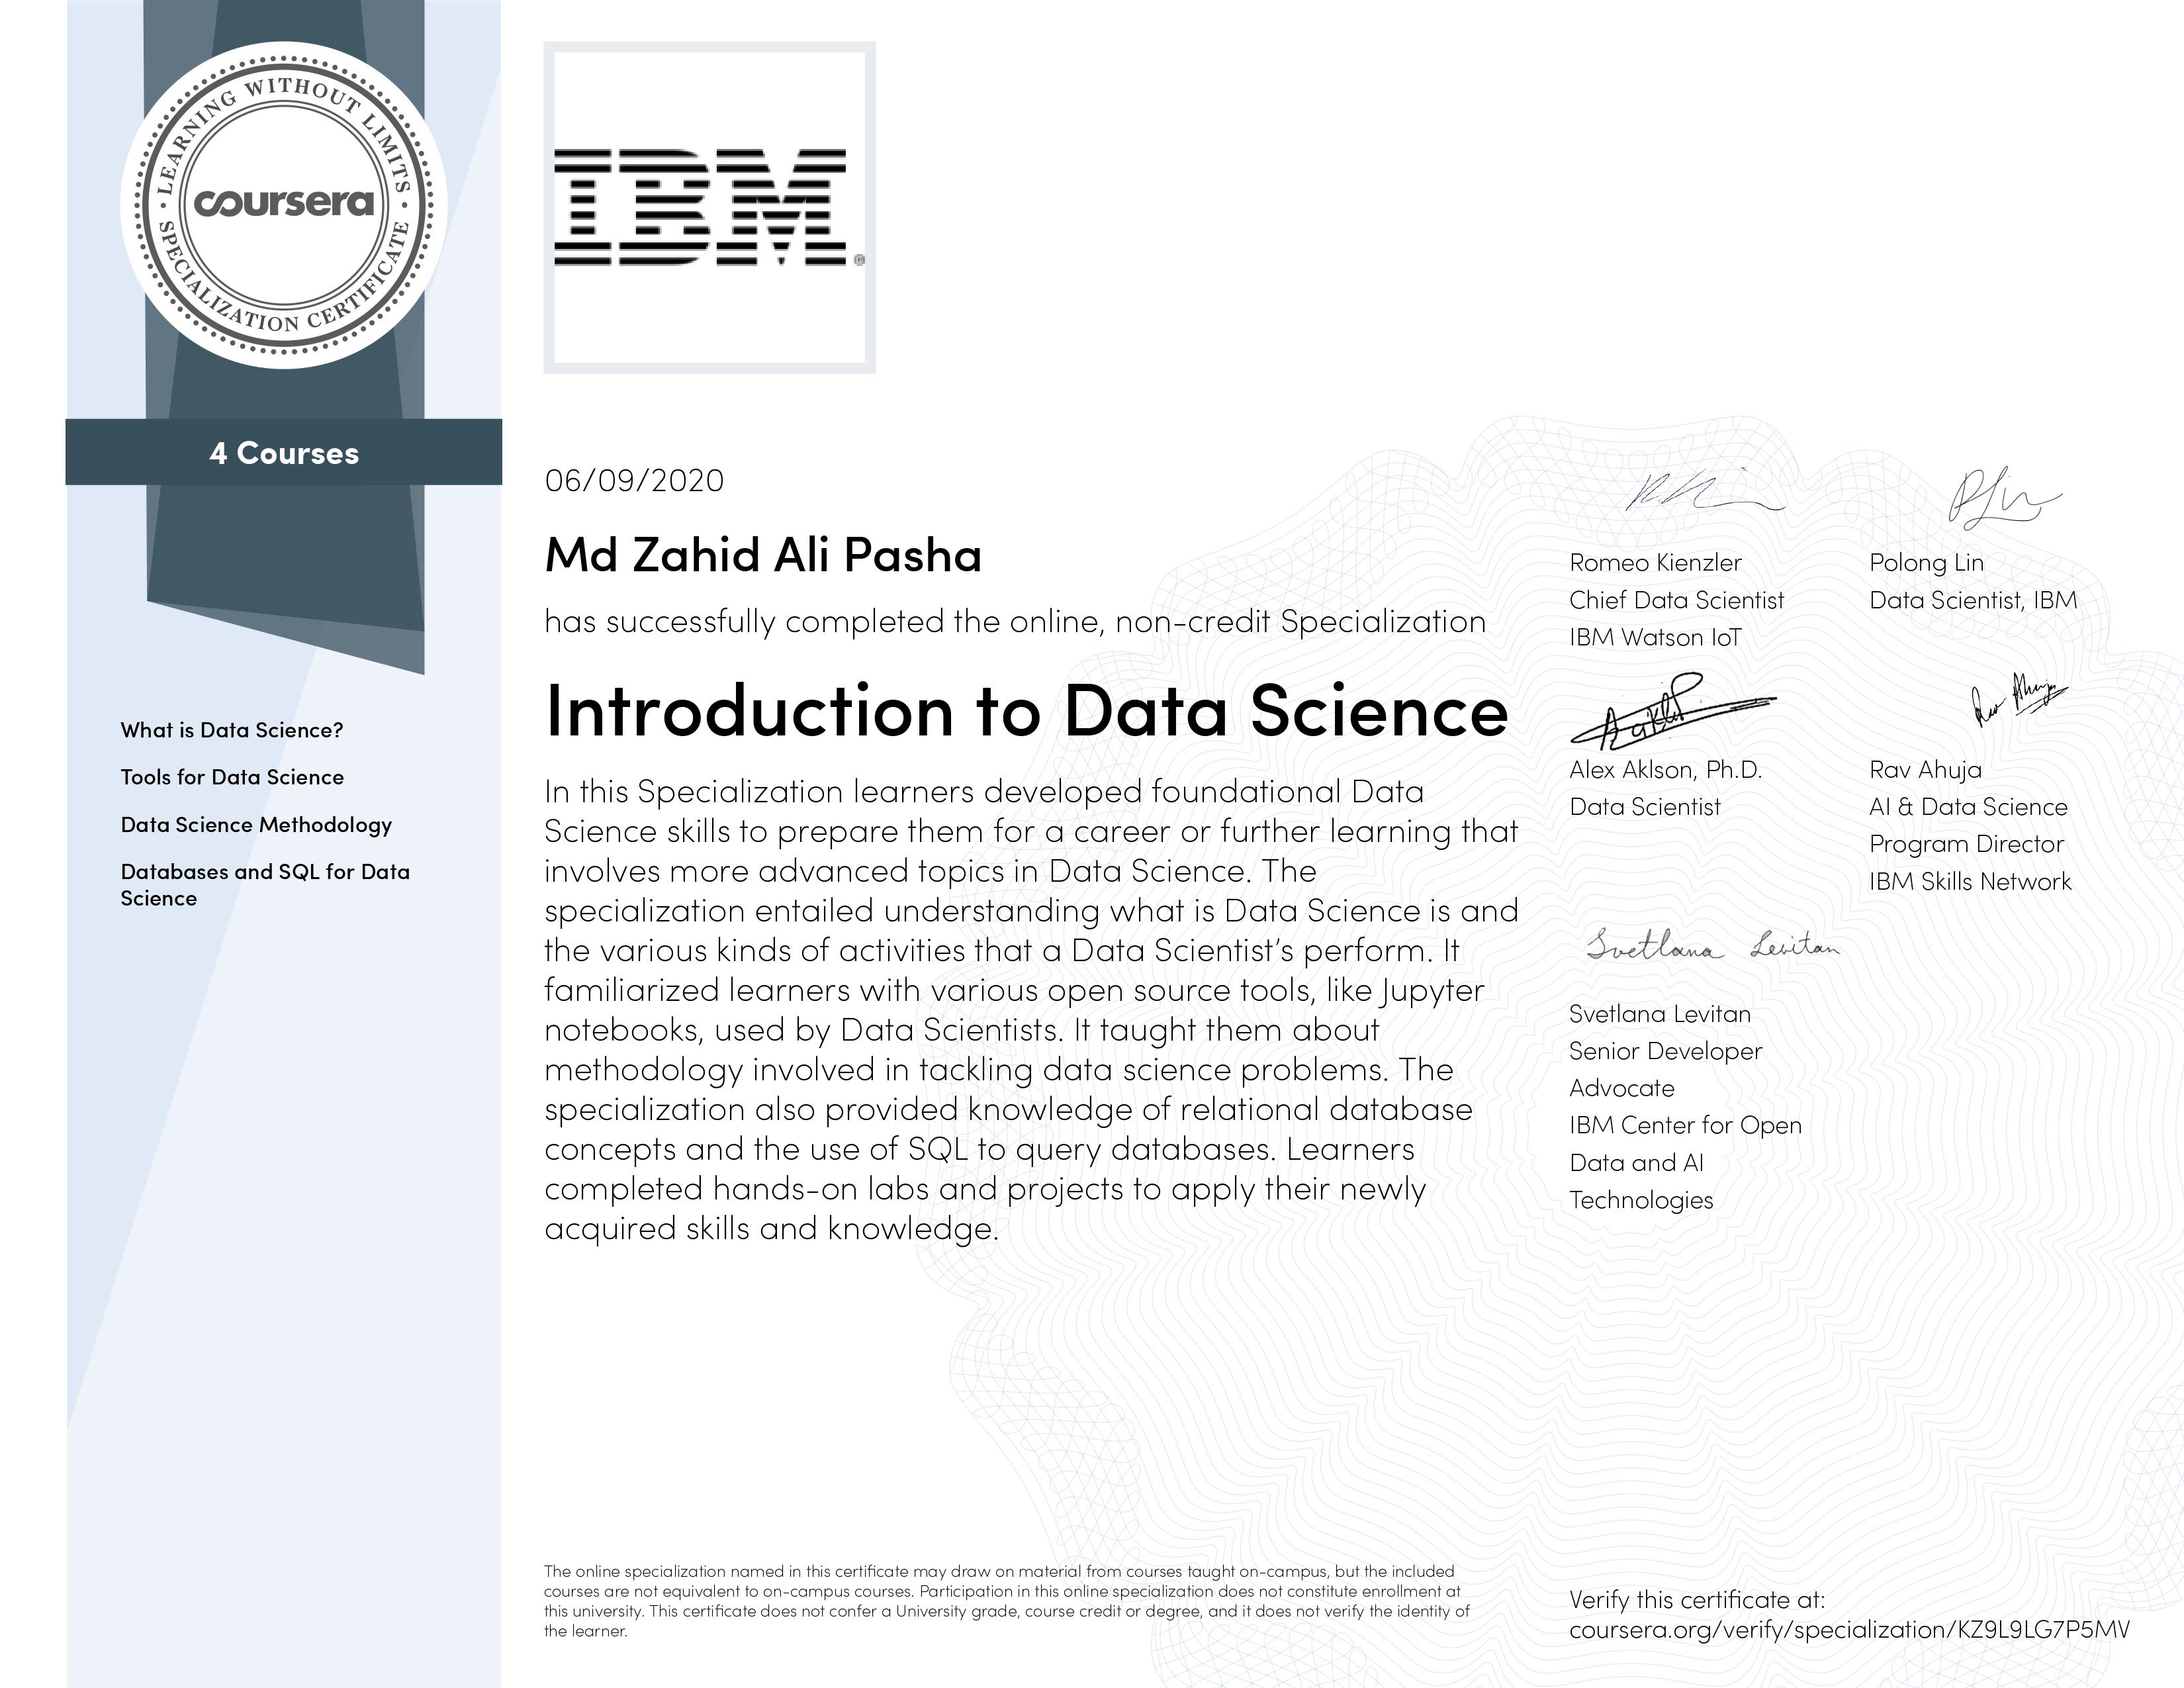 LEARNING WITHOUT LIMITS
coursera
SPECIALIZATION CERTIFICATE
4 Courses
What is Data Science?
Tools for Data Science
Data Science Methodology
Databases and SQL for Data
Science
IBM
06/09/2020
Md Zahid Ali Pasha
has successfully completed the online, non-credit Specialization
Introduction to Data Science
In this Specialization learners developed foundational Data
Science skills to prepare them for a career or further learning that
involves more advanced topics in Data Science. The
specialization entailed understanding what is Data Science is and
the various kinds of activities that a Data Scientist’s perform. It
familiarized learners with various open source tools, like Jupyter
notebooks, used by Data Scientists. It taught them about
methodology involved in tackling data science problems. The
specialization also provided knowledge of relational database
concepts and the use of SQL to query databases. Learners
completed hands-on labs and projects to apply their newly
acquired skills and knowledge.
Romeo Kienzler
Chief Data Scientist
IBM Watson IoT
Polong Lin
Data Scientist, IBM
Alex Aklson, Ph.D.
Data Scientist
Rav Ahuja
AI & Data Science
Program Director
IBM Skills Network
Svetlana Levitan
Svetlana Levitan
Senior Developer
Advocate
IBM Center for Open
Data and AI
Technologies
The online specialization named in this certificate may draw on material from courses taught on-campus, but the included
courses are not equivalent to on-campus courses. Participation in this online specialization does not constitute enrollment at
this university. This certificate does not confer a University grade, course credit or degree, and it does not verify the identity of
the learner.
Verify this certificate at:
coursera.org/verify/specialization/KZ9L9LG7P5MV